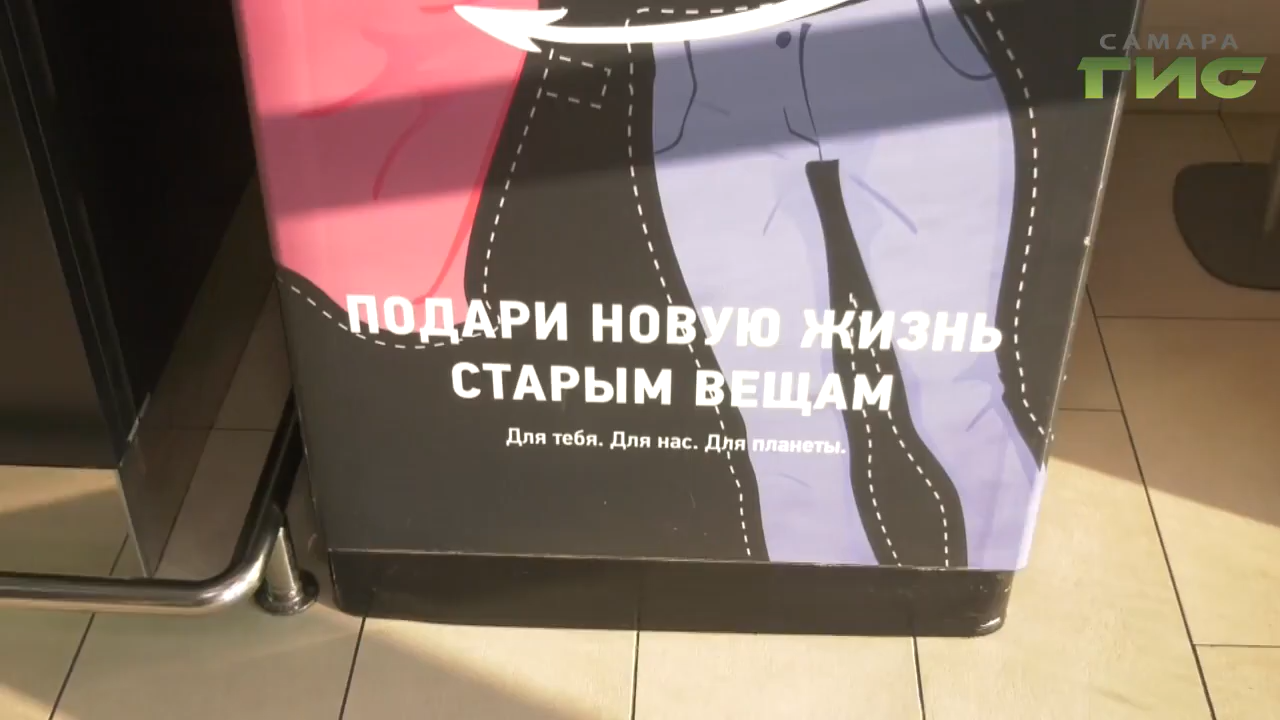 САМАРА
ГИС
ПОДАРИ НОВУЮ ЖИЗНЬ
СТАРЫМ ВЕЩАМ
Для тебя. Для нас. Для планеты.